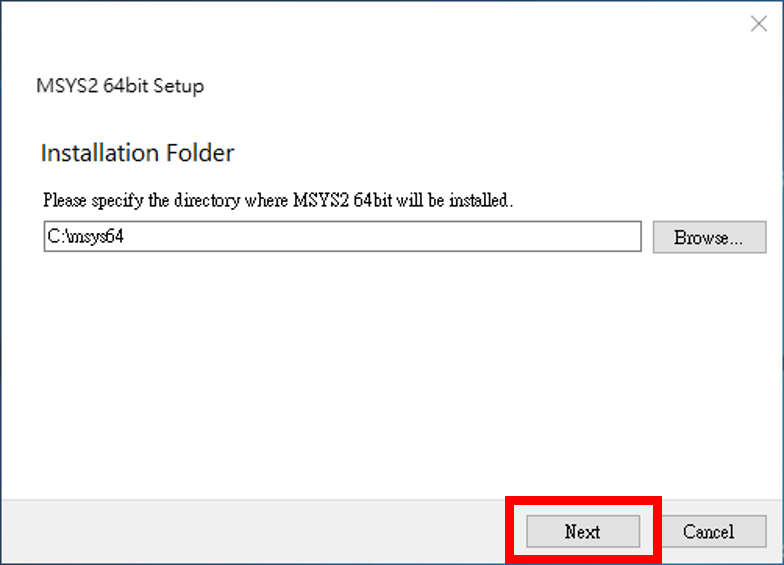 MSYS2 64bit Setup
Installation Folder
Please specify the directory where MSYS2 64bit will be installed.
C:\msys64
Browse...
Next
Cancel